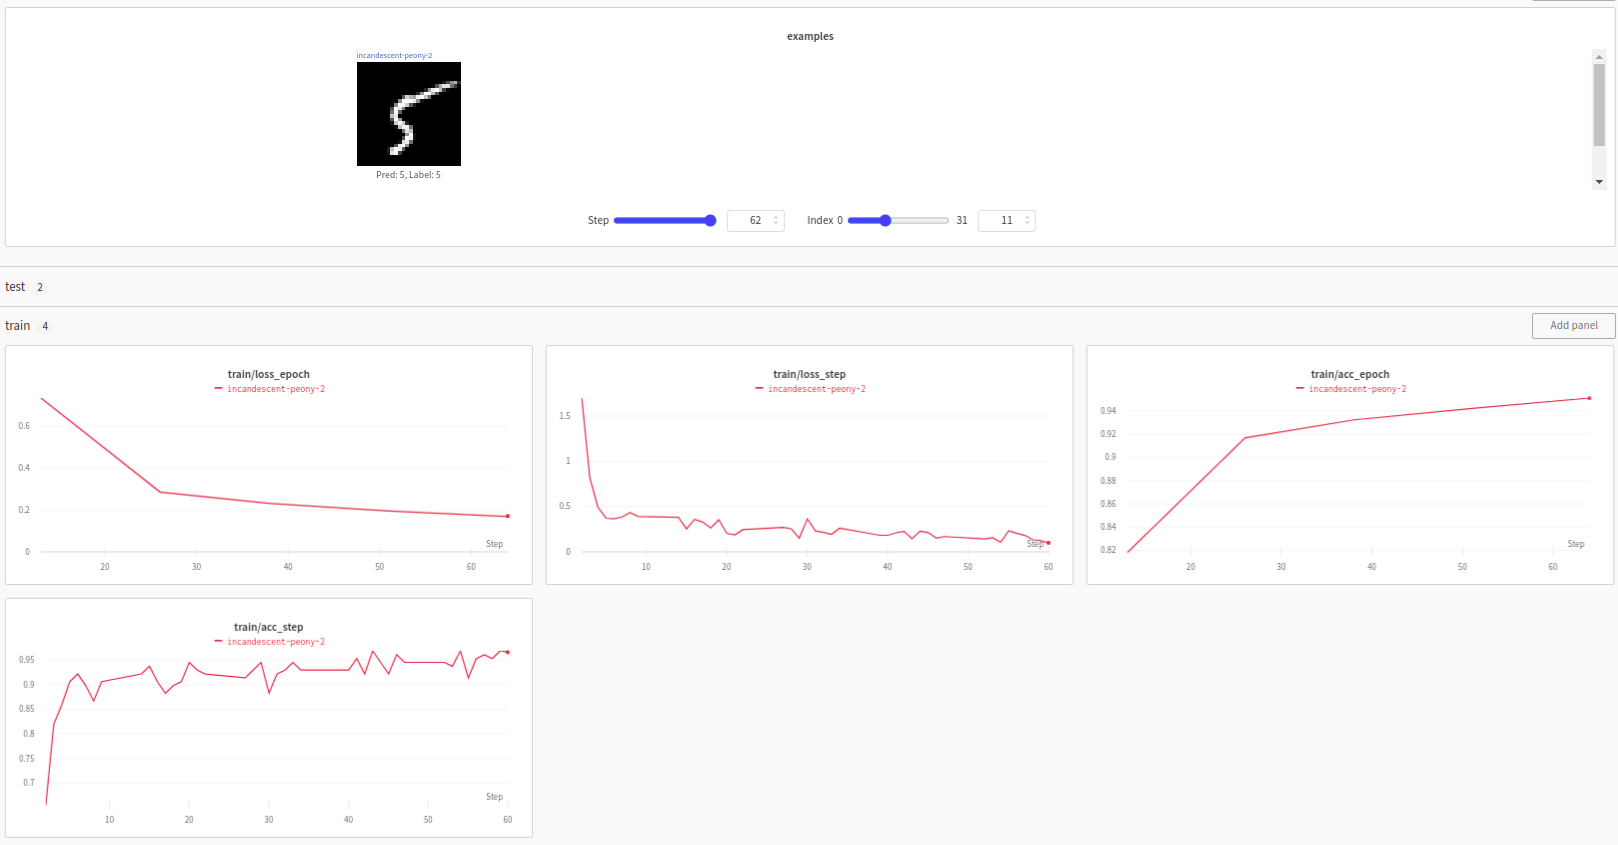 examples
incandescent-peony-2
Pred: 5, Label: 5
Step 62 Index 0 31 11
test 2
train 4
Add panel
train/loss_epoch
incandescent-peony-2
0.6
0.4
0.2
0
Step
20 30 40 50 60
train/loss_step
incandescent-peony-2
1.5
1
0.5
0
Step
10 20 30 40 50 60
train/acc_epoch
incandescent-peony-2
0.94
0.92
0.9
0.88
0.86
0.84
0.82
Step
20 30 40 50 60
train/acc_step
incandescent-peony-2
0.95
0.9
0.85
0.8
0.75
0.7
Step
10 20 30 40 50 60